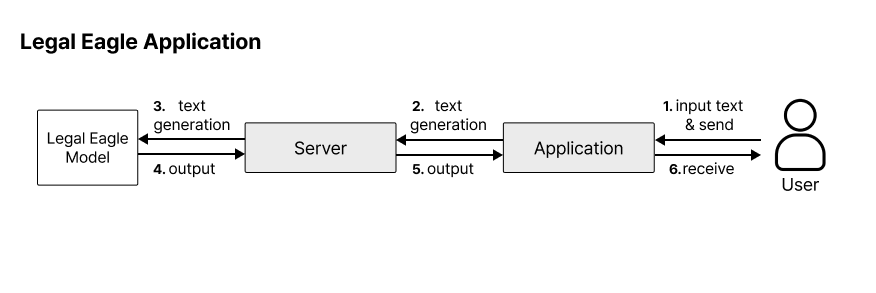 Legal Eagle Application
3. text
generation
2. text
generation
1. input text
& send
Legal Eagle
Model
Server
Application
4. output
5. output
6. receive
User